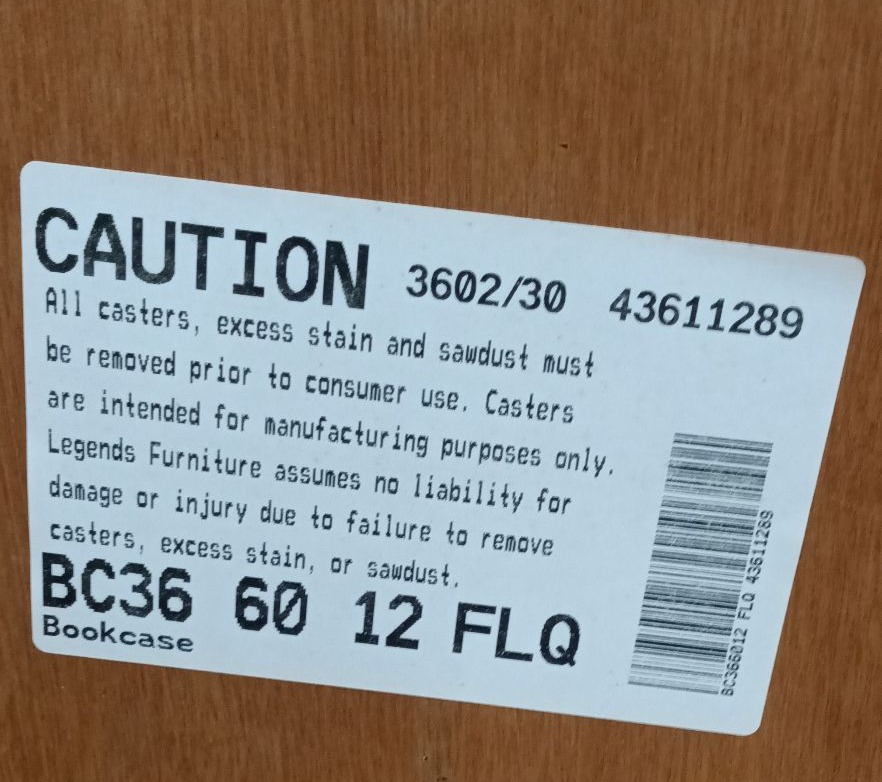 CAUTION 3602/30 43611289
All casters, excess stain and sawdust must
be removed prior to consumer use. Casters
are intended for manufacturing purposes only.
Legends Furniture assumes no liability for
damage or injury due to failure to remove
casters, excess stain, or sawdust.
BC36 60 12 FLQ
Bookcase
BC366012 FLQ 43611289